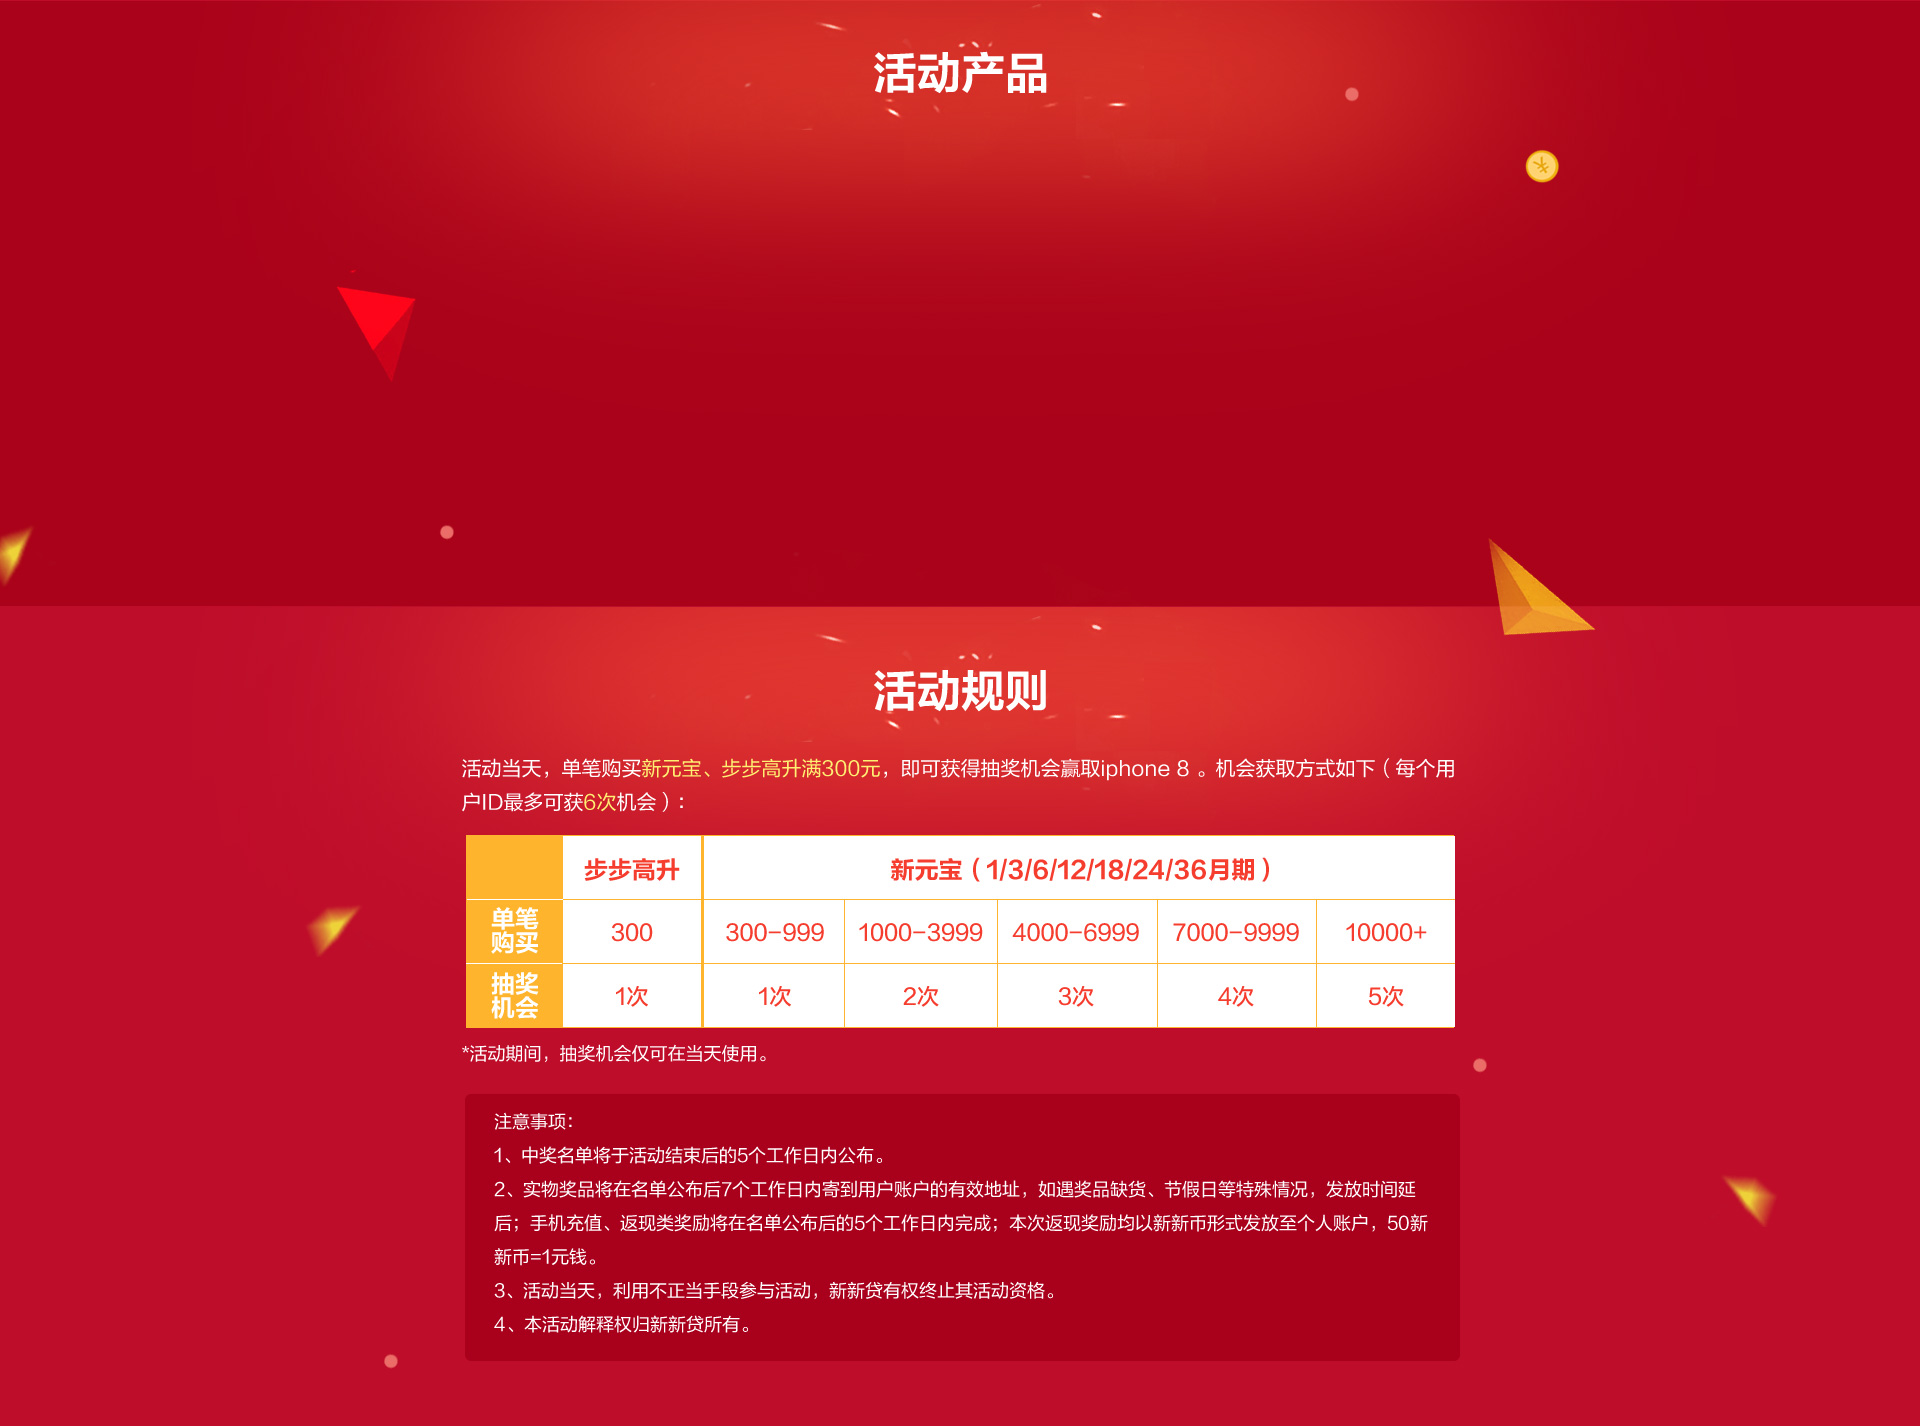 活动产品
活动规则
活动当天，单笔购买新元宝、步步高升满300元，即可获得抽奖机会赢取iphone 8 。机会获取方式如下（每个用
户ID最多可获6次机会）：
步步高升 新元宝（1/3/6/12/18/24/36月期）
单笔
购买 300 300-999 1000-3999 4000-6999 7000-9999 10000+
抽奖
机会 1次 1次 2次 3次 4次 5次
*活动期间，抽奖机会仅可在当天使用。
注意事项：
1、中奖名单将于活动结束后的5个工作日内公布。
2、实物奖品将在名单公布后7个工作日内寄到用户账户的有效地址，如遇奖品缺货、节假日等特殊情况，发放时间延
后；手机充值、返现类奖励将在名单公布后的5个工作日内完成；本次返现奖励均以新新币形式发放至个人账户，50新
新币=1元钱。
3、活动当天，利用不正当手段参与活动，新新贷有权终止其活动资格。
4、本活动解释权归新新贷所有。